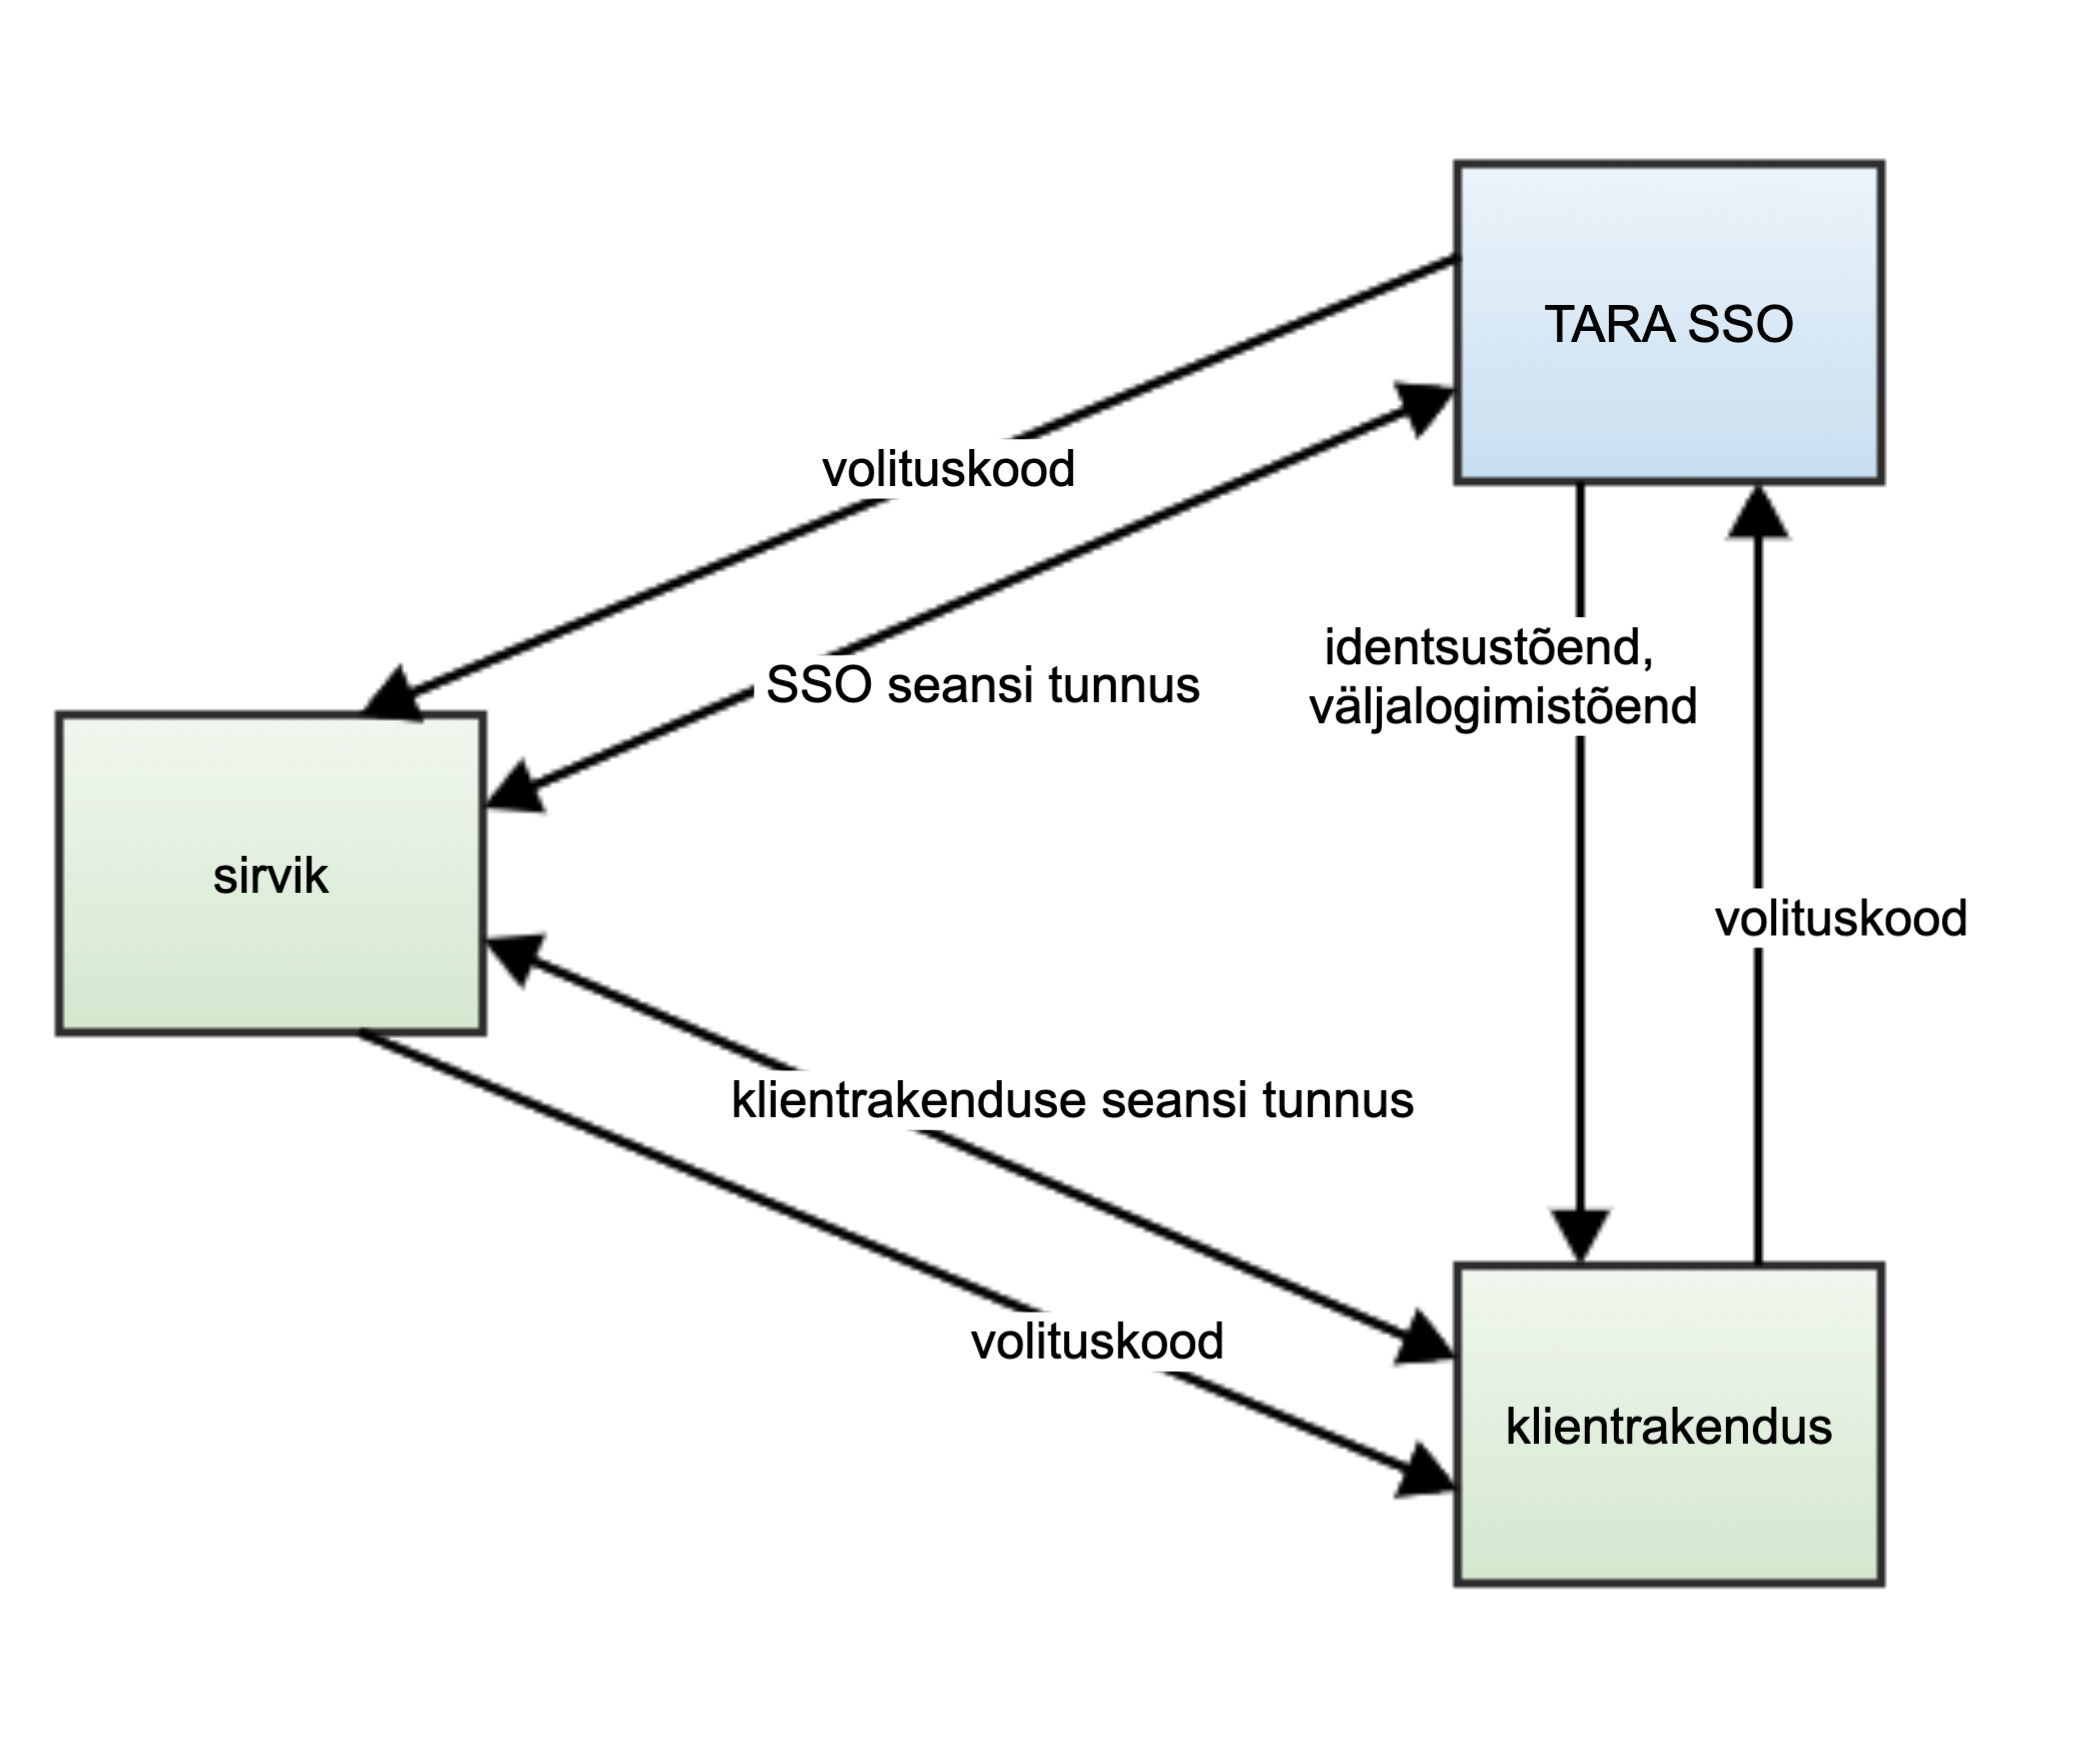 TARA SSO
volituskood
identsustõend,
väljalogimistõend
SSO seansi tunnus
sirvik
volituskood
klientrakenduse seansi tunnus
volituskood
klientrakendus